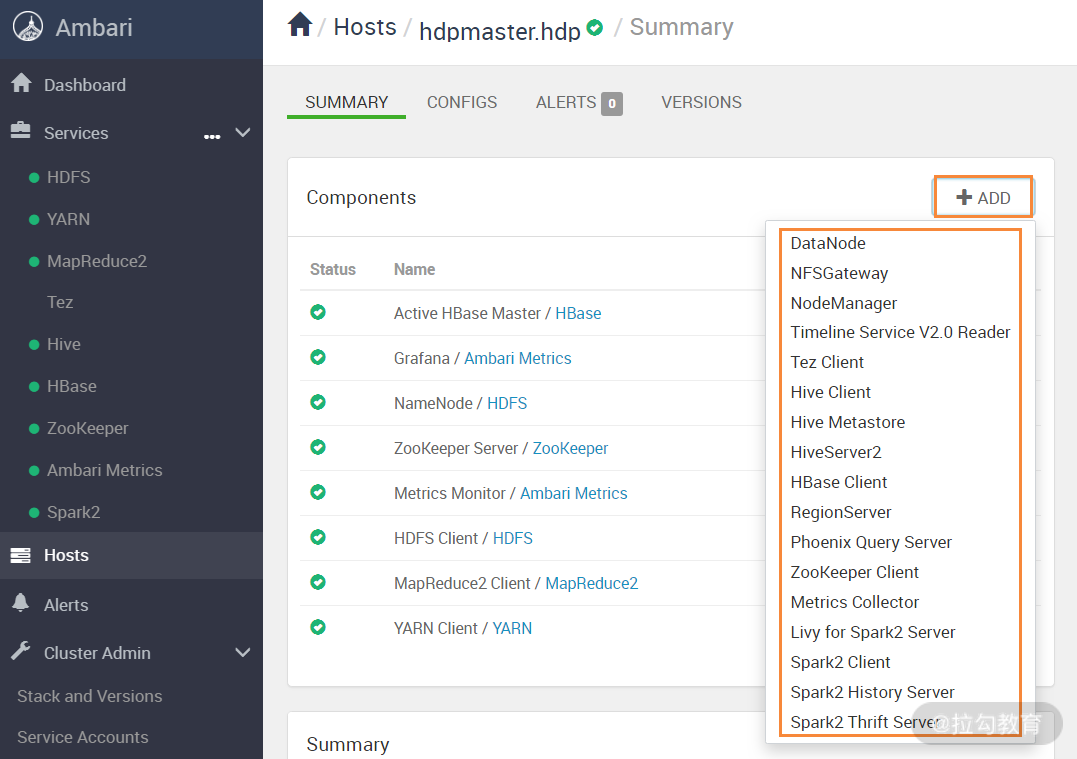 Ambari
Dashboard
Services
HDFS
YARN
MapReduce2
Tez
Hive
HBase
ZooKeeper
Ambari Metrics
Spark2
Hosts
Alerts
Cluster Admin
Stack and Versions
Service Accounts
/ Hosts / hdpmaster.hdp / Summary
SUMMARY CONFIGS ALERTS 0 VERSIONS
Components
ADD
Status Name
Active HBase Master / HBase
Grafana / Ambari Metrics
NameNode / HDFS
ZooKeeper Server / ZooKeeper
Metrics Monitor / Ambari Metrics
HDFS Client / HDFS
MapReduce2 Client / MapReduce2
YARN Client / YARN
DataNode
NFSGateway
NodeManager
Timeline Service V2.0 Reader
Tez Client
Hive Client
Hive Metastore
HiveServer2
HBase Client
RegionServer
Phoenix Query Server
ZooKeeper Client
Metrics Collector
Livy for Spark2 Server
Spark2 Client
Spark2 History Server
Spark2 Thrift Server
@拉勾教育
Summary